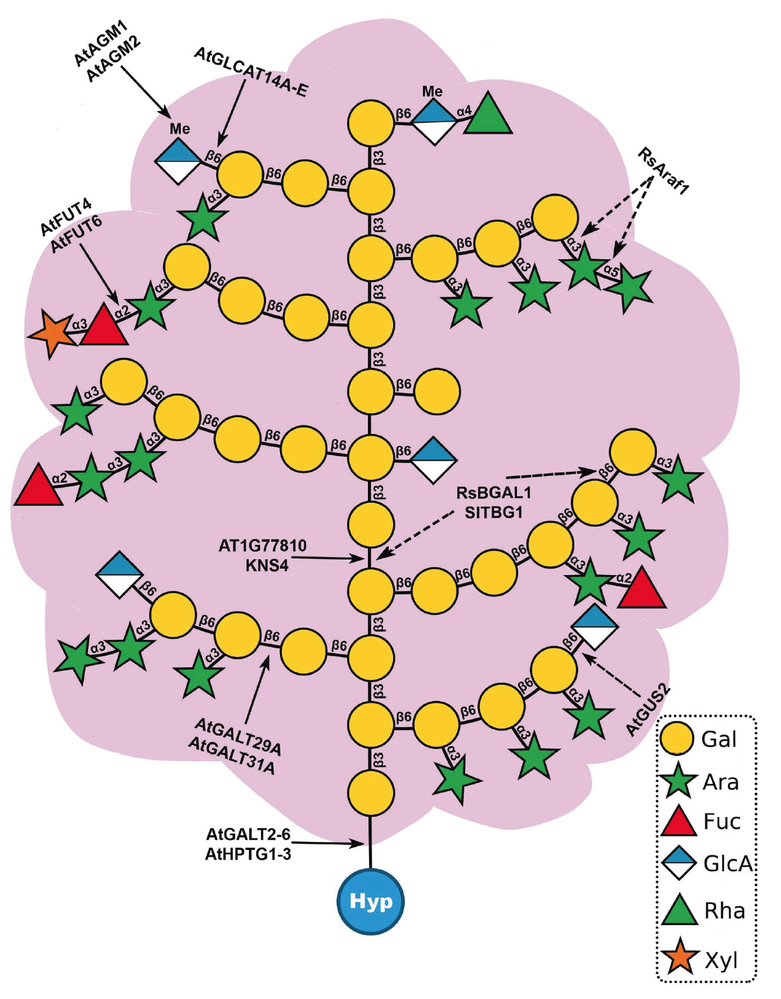 AtAGM1
AtAGM2
AtGLCAT14A-E
Me
β6 α4
Me
β6
β3
β6 β6
α3
RsAraf1
β3
AtFUT4
AtFUT6
β6 β6 β6
α3
α3 α3
α5
β3
α3 β6
β6 β6
α2
α3
β3
β6
α3 β6
β6 β6 β6
β6
α3
α3
α2
β3
RsBGAL1
SlTBG1
β6 α3
β6 α3
AT1G77810
KNS4
β6 β6 β6
α3 α2
β6
β3
β6 β6 β6
α3
α3 α3
β6
β3
AtGALT29A
AtGALT31A
β6 β6 β6
α3 α3 α3
AtGUS2
β3
AtGALT2-6
AtHPTG1-3
Hyp
Gal
Ara
Fuc
GlcA
Rha
Xyl